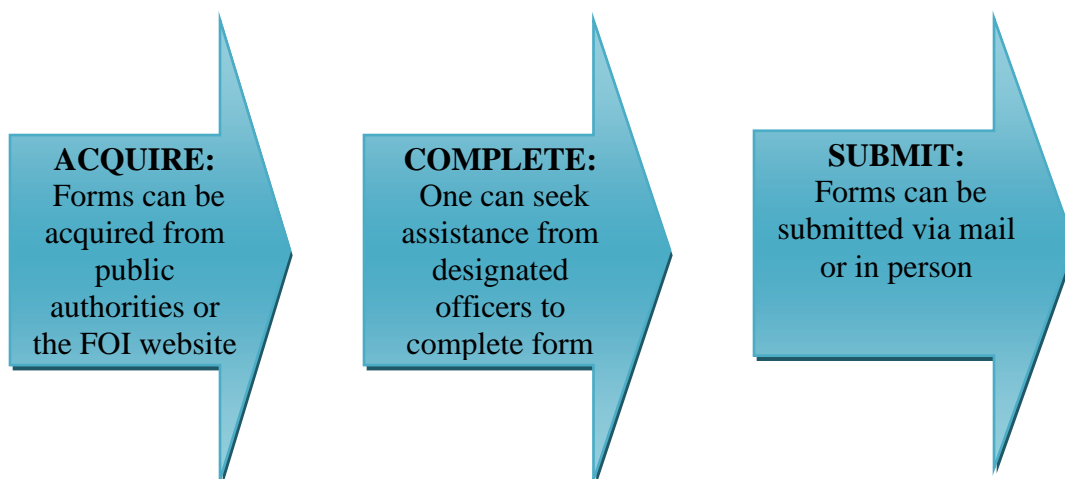 ACQUIRE:
Forms can be
acquired from
public
authorities or
the FOI website
COMPLETE:
One can seek
assistance from
designated
officers to
complete form
SUBMIT:
Forms can be
submitted via mail
or in person